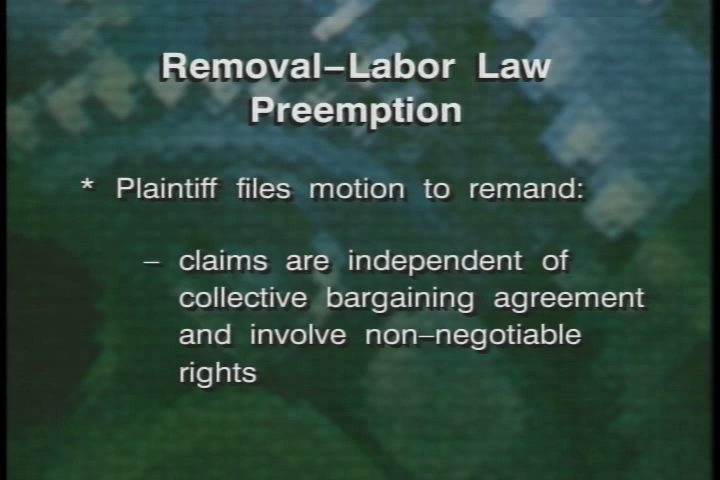 Removal–Labor Law
Preemption
* Plaintiff files motion to remand:
– claims are independent of
collective bargaining agreement
and involve non–negotiable
rights